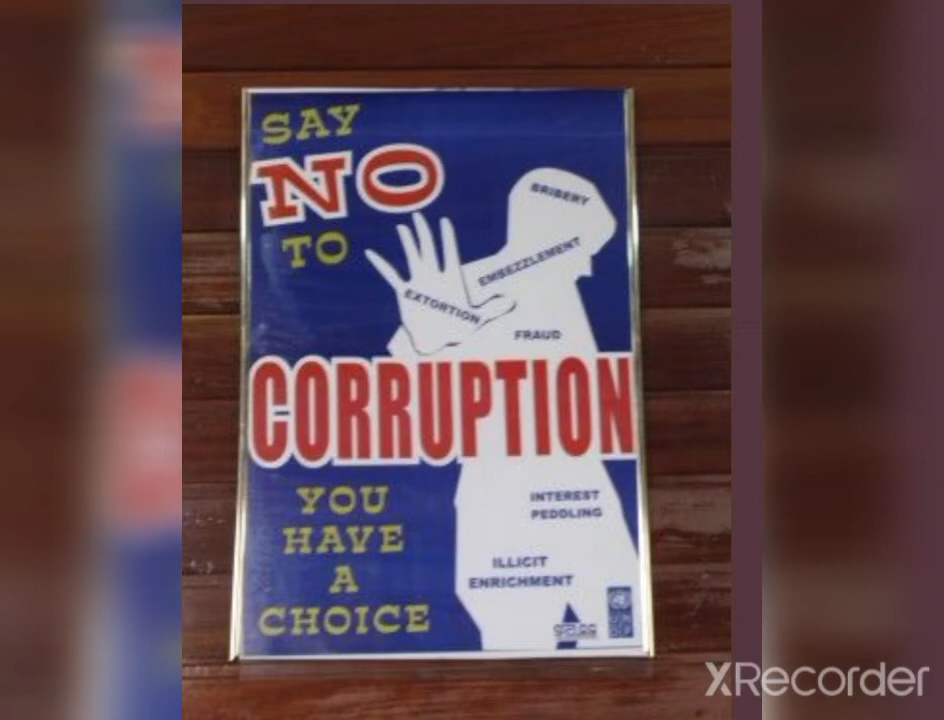 SAY
NO
TO
BRIBERY
EMBEZZLEMENT
EXTORTION
FRAUD
CORRUPTION
YOU
HAVE
A
CHOICE
INTEREST
PEDDLING
ILLICIT
ENRICHMENT
XRecorder